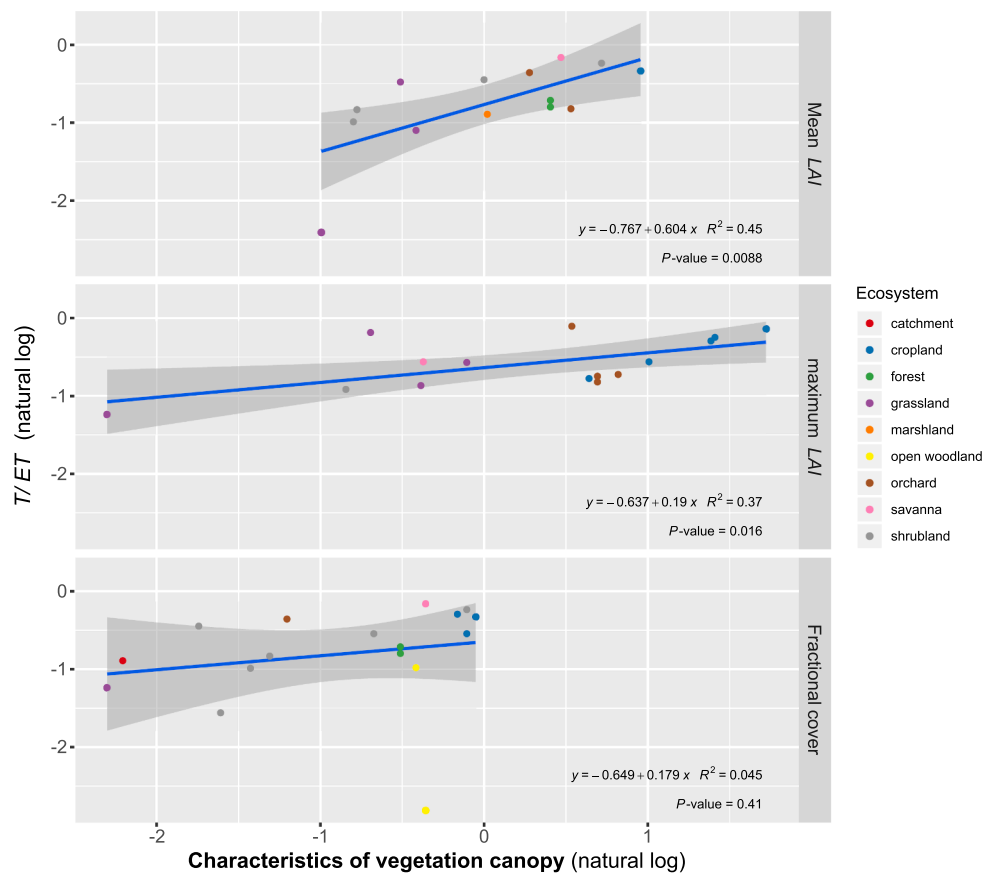 0
-1
-2
y = −0.767 + 0.604 x R² = 0.45
P-value = 0.0088
Mean LAI
0
-1
-2
y = −0.637 + 0.19 x R² = 0.37
P-value = 0.016
maximum LAI
0
-1
-2
y = −0.649 + 0.179 x R² = 0.045
P-value = 0.41
Fractional cover
T/ET (natural log)
-2 -1 0 1
Characteristics of vegetation canopy (natural log)
Ecosystem
catchment
cropland
forest
grassland
marshland
open woodland
orchard
savanna
shrubland